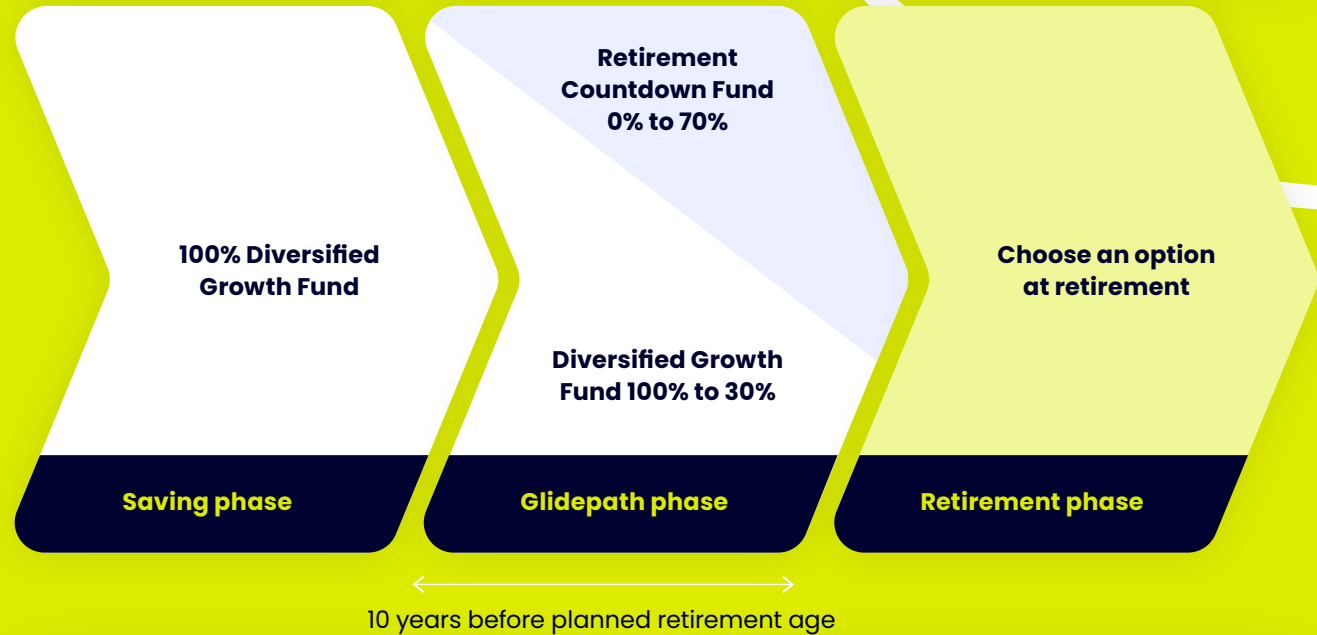 100% Diversified
Growth Fund
Saving phase
Retirement
Countdown Fund
0% to 70%
Diversified Growth
Fund 100% to 30%
Glidepath phase
Choose an option
at retirement
Retirement phase
10 years before planned retirement age